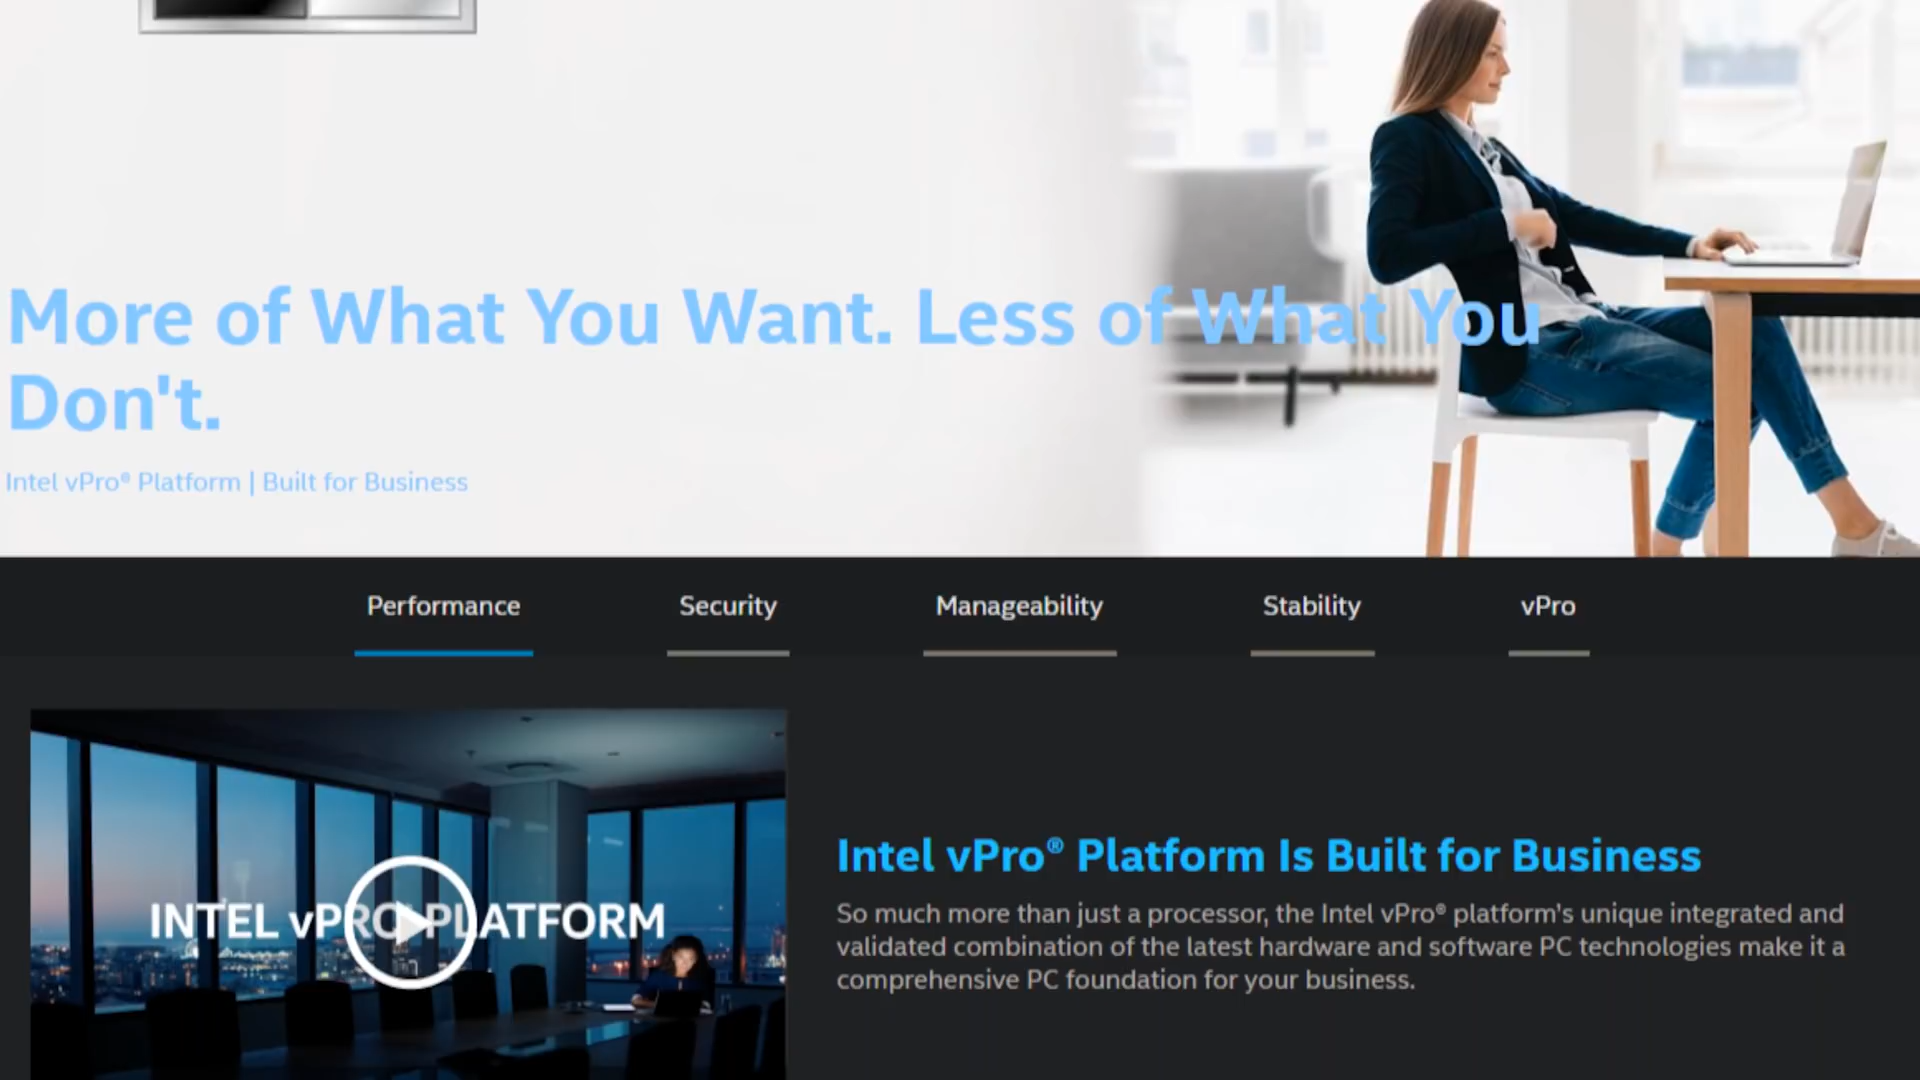 More of What You Want. Less of What You
Don't.
Intel vPro® Platform | Built for Business
Performance
Security
Manageability
Stability
vPro
INTEL vPRO® PLATFORM
Intel vPro® Platform Is Built for Business
So much more than just a processor, the Intel vPro® platform's unique integrated and
validated combination of the latest hardware and software PC technologies make it a
comprehensive PC foundation for your business.